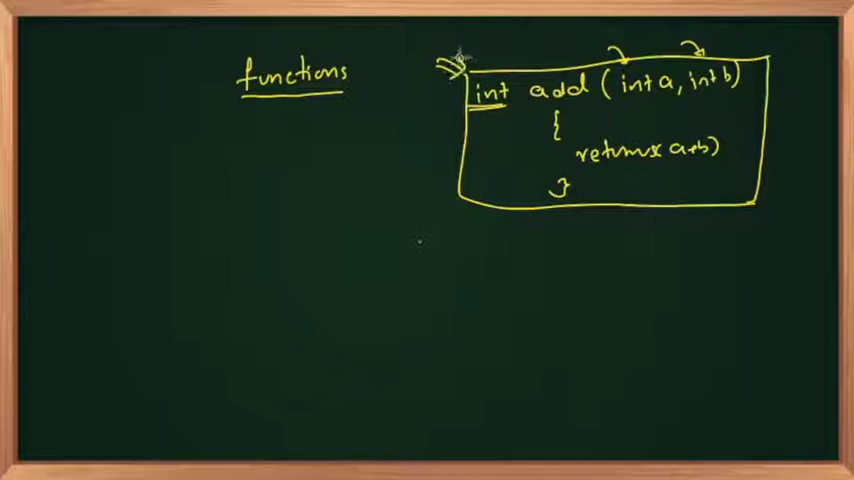 functions
int add (int a, int b)
{
return(a+b)
}